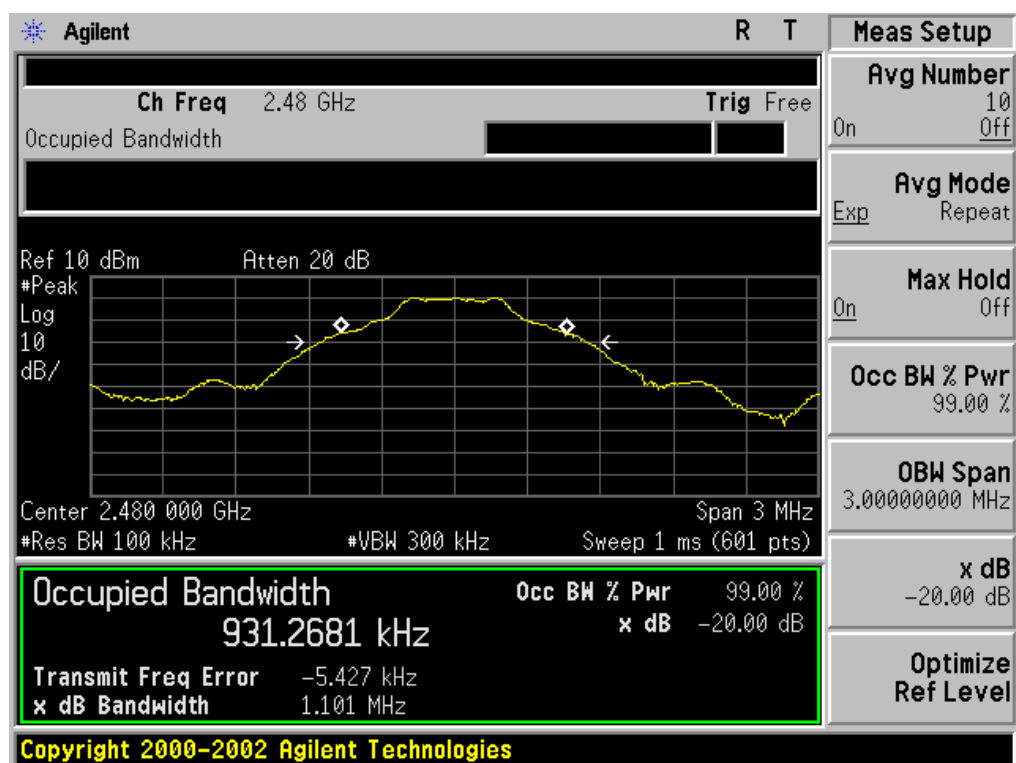 Agilent R T
Ch Freq 2.48 GHz Trig Free
Occupied Bandwidth
Ref 10 dBm Atten 20 dB
#Peak
Log
10
dB/
Center 2.480 000 GHz Span 3 MHz
#Res BW 100 kHz #VBW 300 kHz Sweep 1 ms (601 pts)
Occupied Bandwidth
931.2681 kHz
Occ BW % Pwr 99.00 %
x dB -20.00 dB
Transmit Freq Error -5.427 kHz
x dB Bandwidth 1.101 MHz
Copyright 2000-2002 Agilent Technologies
Meas Setup
Avg Number
10
On Off
Avg Mode
Exp Repeat
Max Hold
On Off
Occ BW % Pwr
99.00 %
OBW Span
3.00000000 MHz
x dB
-20.00 dB
Optimize
Ref Level